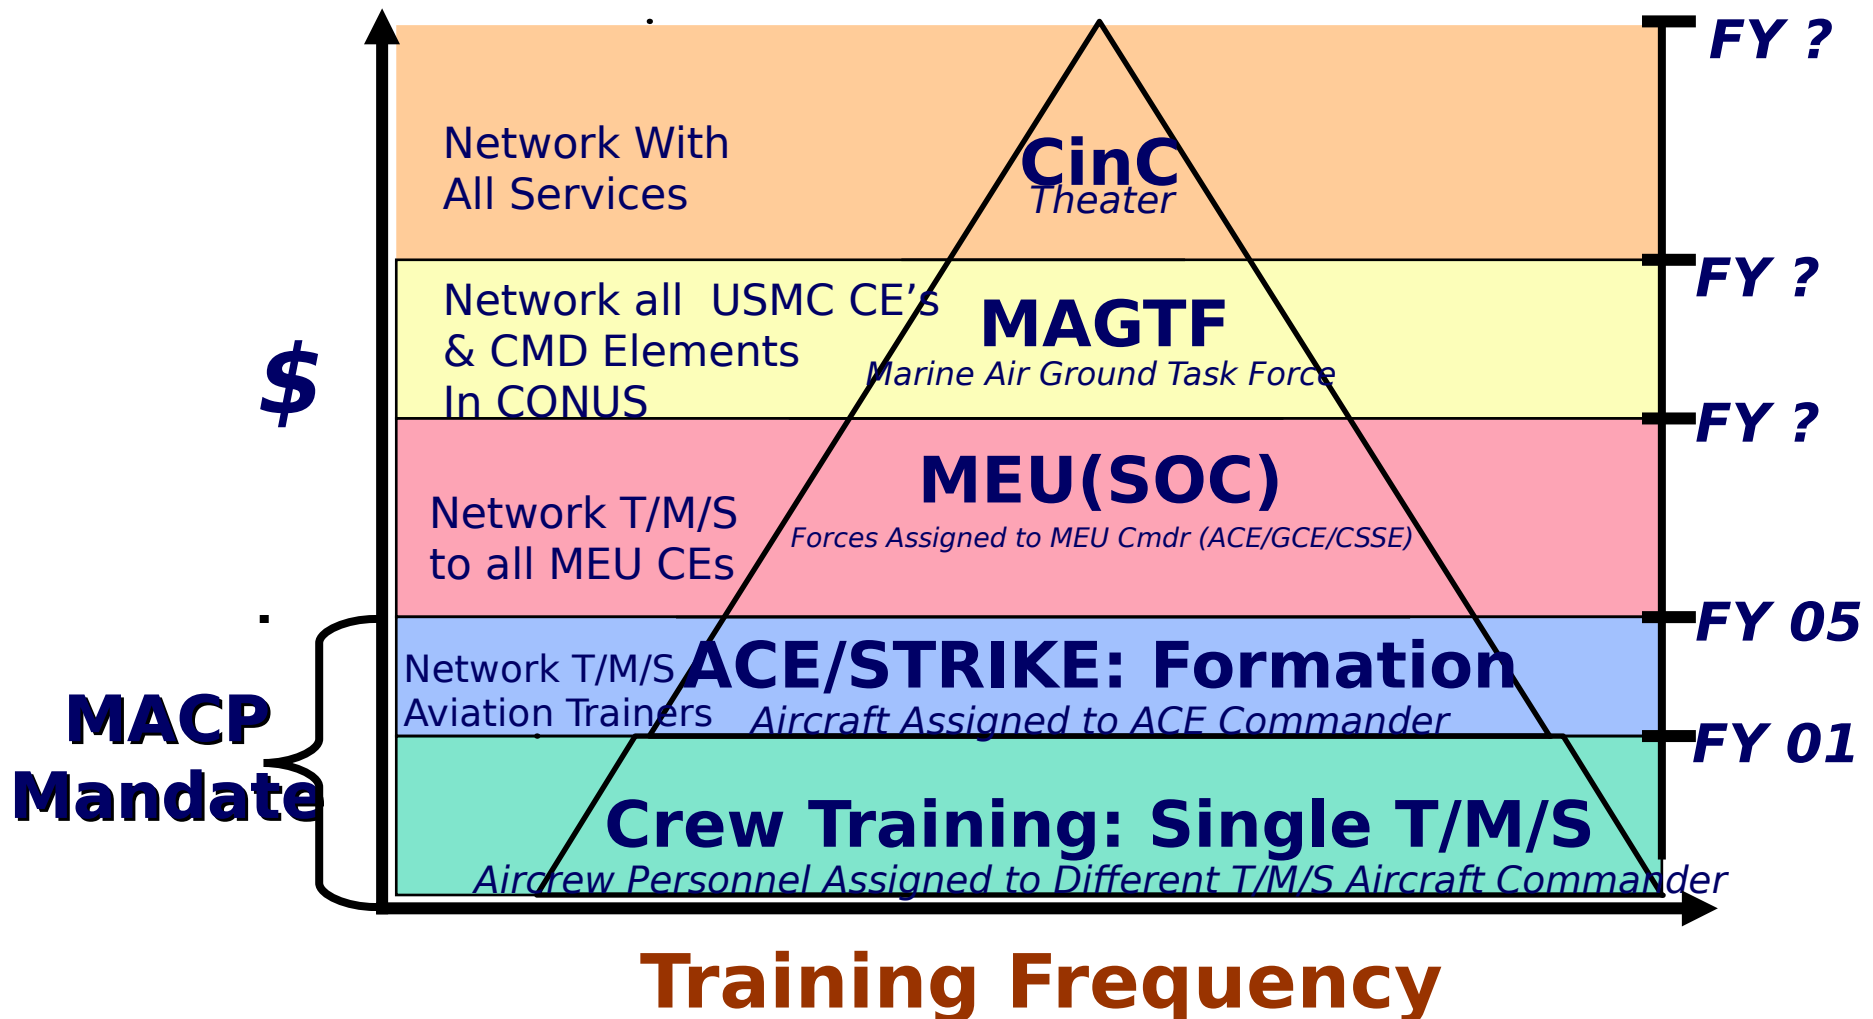 FY ?
Network With
All Services
CinC
Theater
FY ?
Network all  USMC CE’s
& CMD Elements
In CONUS
MAGTF
Marine Air Ground Task Force
$
FY ?
MEU(SOC)
Forces Assigned to MEU Cmdr (ACE/GCE/CSSE)
Network T/M/S
to all MEU CEs
FY 05
Network T/M/S
Aviation Trainers
ACE/STRIKE: Formation
Aircraft Assigned to ACE Commander
MACP
Mandate
FY 01
Crew Training: Single T/M/S
Aircrew Personnel Assigned to Different T/M/S Aircraft Commander
Training Frequency